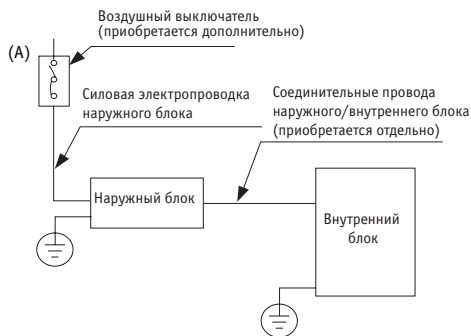 Воздушный выключатель
(приобретается дополнительно)
(A)
Силовая электропроводка
наружного блока
Соединительные провода
наружного/внутреннего блока
(приобретается отдельно)
Наружный блок
Внутренний
блок